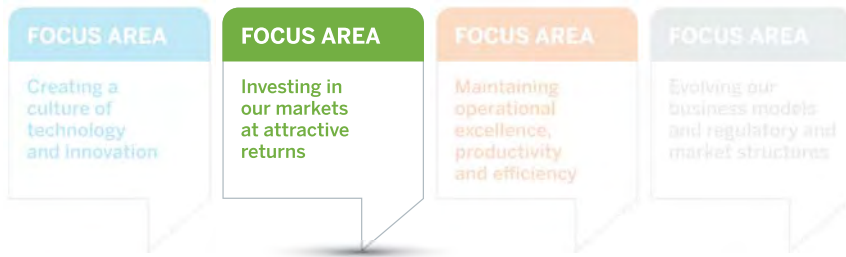 FOCUS AREA
Creating a
culture of
technology
and innovation
FOCUS AREA
Investing in
our markets
at attractive
returns
FOCUS AREA
Maintaining
operational
excellence,
productivity
and efficiency
FOCUS AREA
Evolving our
business models
and regulatory and
market structures